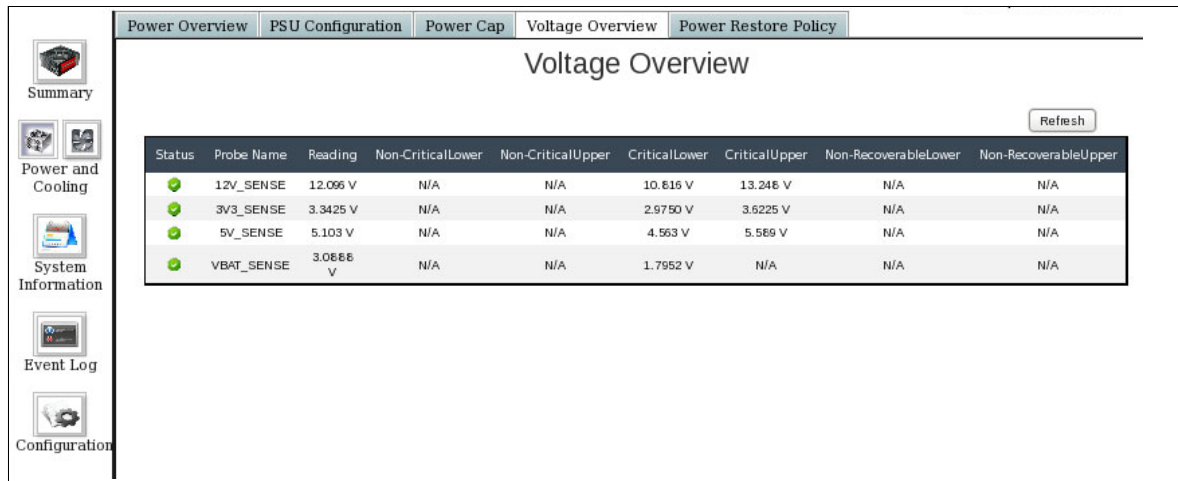 Power Overview PSU Configuration Power Cap Voltage Overview Power Restore Policy
Voltage Overview
Summary
Refresh
Power and
Cooling
Status Probe Name Reading Non-CriticalLower Non-CriticalUpper CriticalLower CriticalUpper Non-RecoverableLower Non-RecoverableUpper
12V_SENSE 12.096 V N/A N/A 10.816 V 13.248 V N/A N/A
3V3_SENSE 3.3425 V N/A N/A 2.9750 V 3.6225 V N/A N/A
5V_SENSE 5.103 V N/A N/A 4.563 V 5.589 V N/A N/A
VBAT_SENSE 3.0888 V N/A N/A 1.7952 V N/A N/A N/A
System
Information
Event Log
Configuration